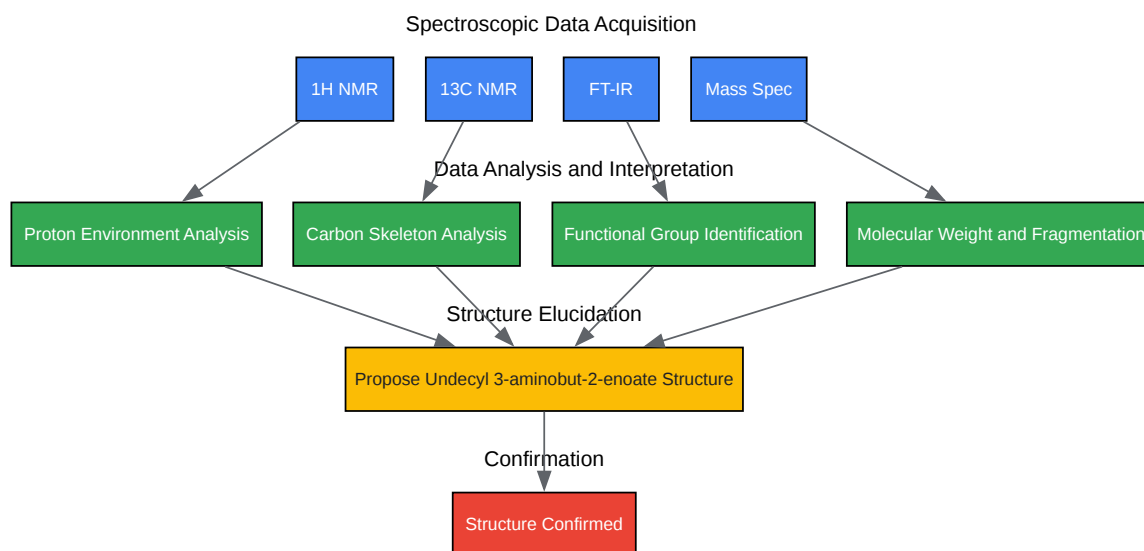 Spectroscopic Data Acquisition
1H NMR
13C NMR
FT-IR
Mass Spec
Data Analysis and Interpretation
Proton Environment Analysis
Carbon Skeleton Analysis
Functional Group Identification
Molecular Weight and Fragmentation
Structure Elucidation
Propose Undecyl 3-aminobut-2-enoate Structure
Confirmation
Structure Confirmed